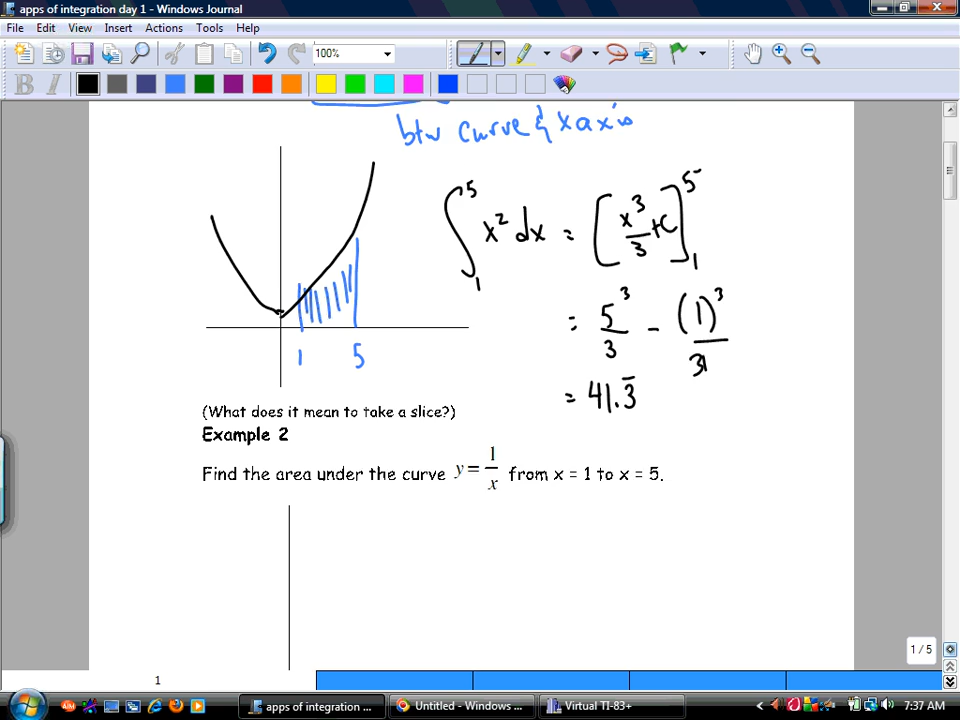 apps of integration day 1 - Windows Journal
File Edit View Insert Actions Tools Help
100%
B I
btw curve & x axis
∫₁⁵ x² dx = [x³/3 + C]₁⁵
= 5³/3 - (1)³/3
= 41.3̅
1 5
(What does it mean to take a slice?)
Example 2
Find the area under the curve y = 1/x from x = 1 to x = 5.
1 / 5
1
apps of integration ... Untitled - Windows ... Virtual TI-83+ 7:37 AM